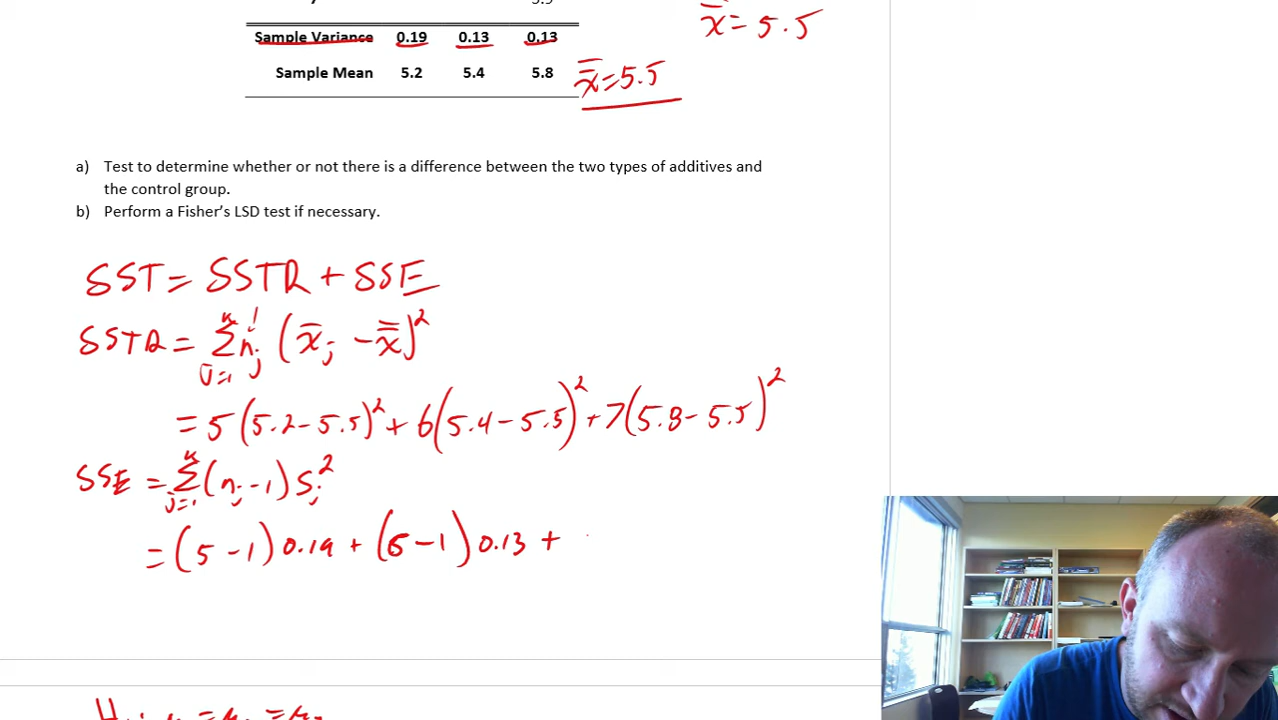 x̿ = 5.5
Sample Variance 0.19 0.13 0.13
Sample Mean 5.2 5.4 5.8 x̿=5.5
a) Test to determine whether or not there is a difference between the two types of additives and
the control group.
b) Perform a Fisher's LSD test if necessary.
SST = SSTR + SSE
SSTR = Σ_{j=1}^{k} n_j (x̄_j - x̿)²
= 5(5.2 - 5.5)² + 6(5.4 - 5.5)² + 7(5.8 - 5.5)²
SSE = Σ_{j=1}^{k} (n_j - 1) S_j²
= (5 - 1) 0.19 + (6 - 1) 0.13 +